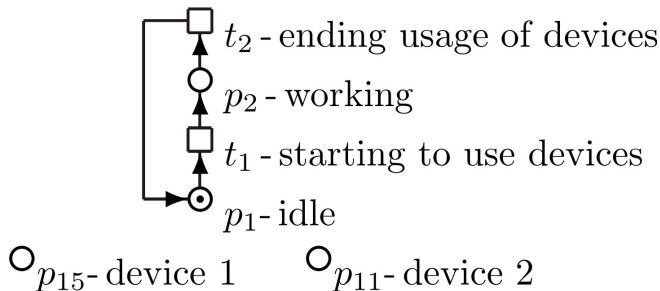 t₂ - ending usage of devices
p₂ - working
t₁ - starting to use devices
p₁- idle
p₁₅- device 1 p₁₁- device 2